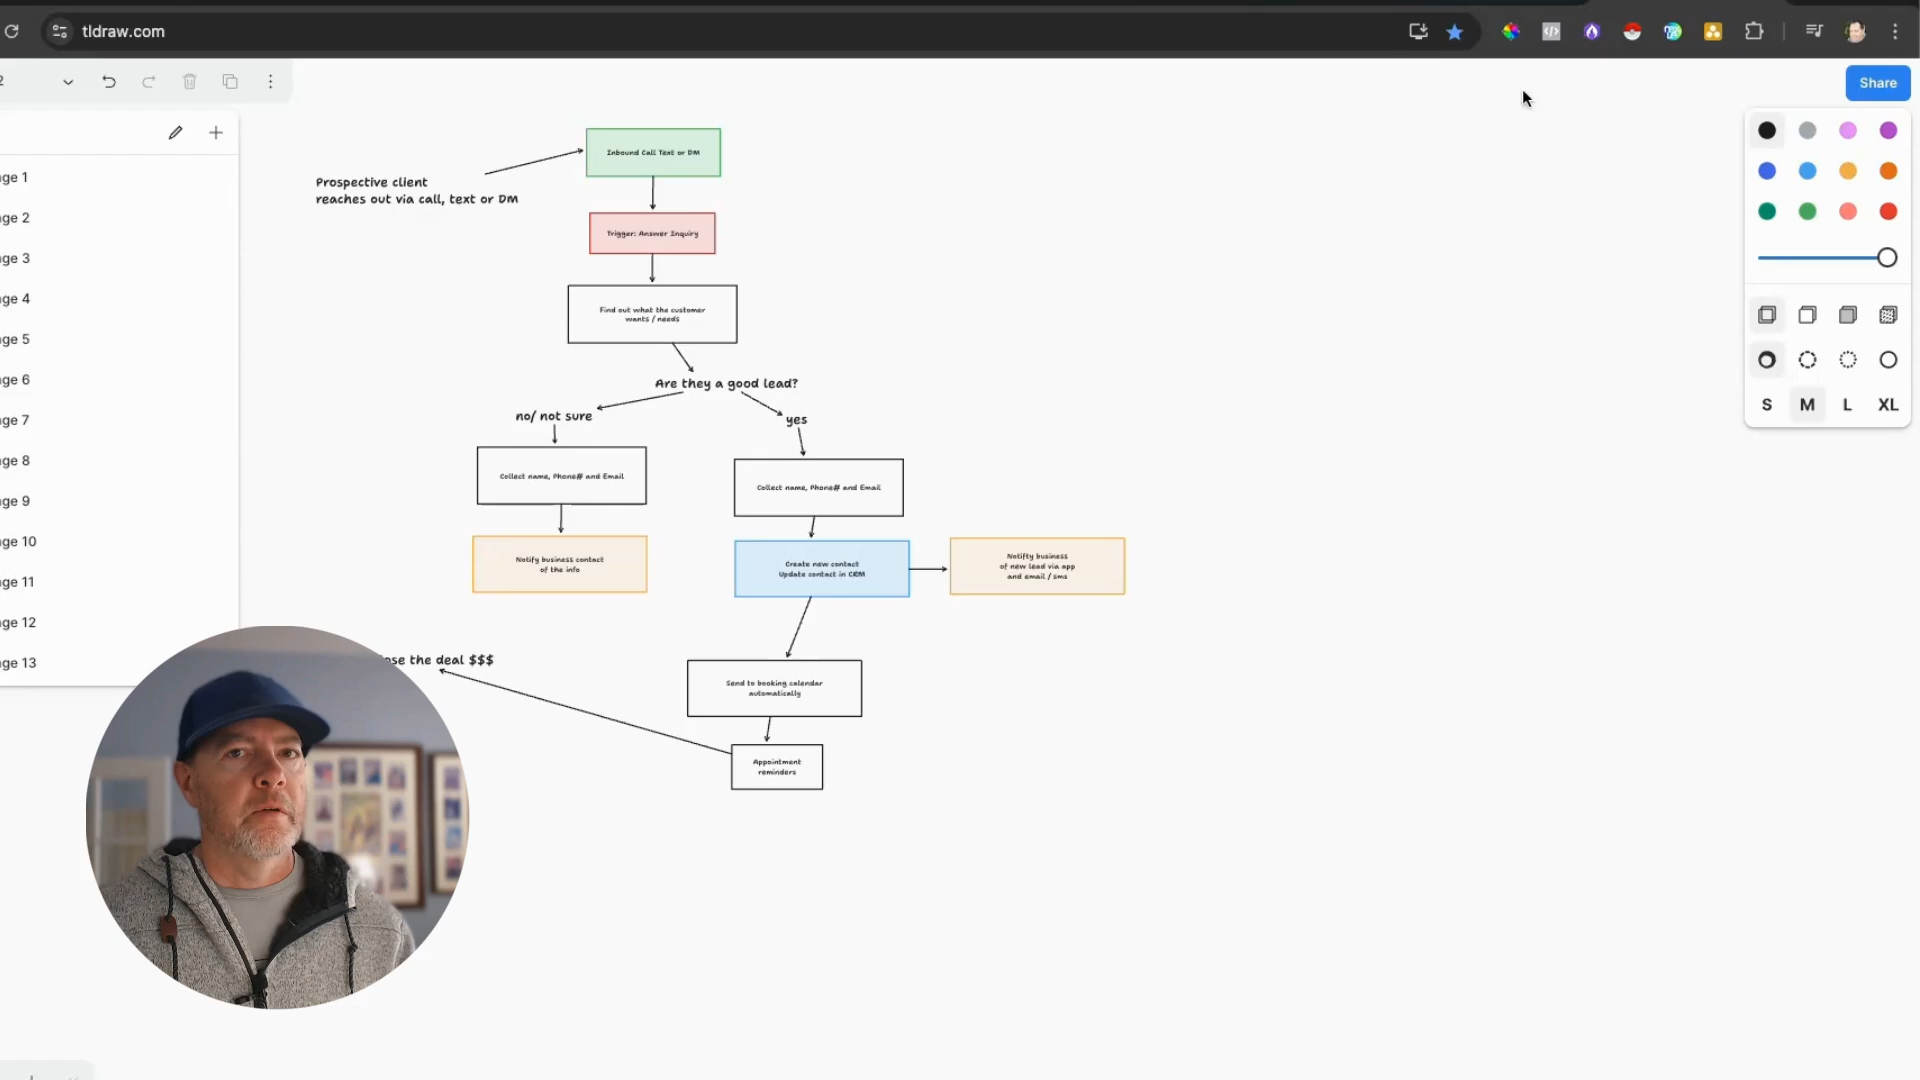 tldraw.com
2
Share
ge 1
ge 2
ge 3
ge 4
ge 5
ge 6
ge 7
ge 8
ge 9
ge 10
ge 11
ge 12
ge 13
Inbound Call Text or DM
Prospective client
reaches out via call, text or DM
Trigger: Answer Inquiry
Find out what the customer
wants / needs
Are they a good lead?
no/ not sure
yes
Collect name, Phone# and Email
Collect name, Phone# and Email
Notify business contact
of the info
Create new contact
Update contact in CRM
Notifty business
of new lead via app
and email / sms
ose the deal $$$
Send to booking calendar
automatically
Appointment
reminders
S M L XL